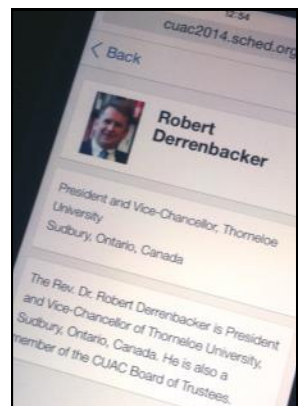 12:54
cuac2014.sched.org
Back
Robert
Derrenbacker
President and Vice-Chancellor, Thorneloe
University
Sudbury, Ontario, Canada
The Rev. Dr. Robert Derrenbacker is President
and Vice-Chancellor of Thorneloe University,
Sudbury, Ontario, Canada. He is also a
member of the CUAC Board of Trustees.